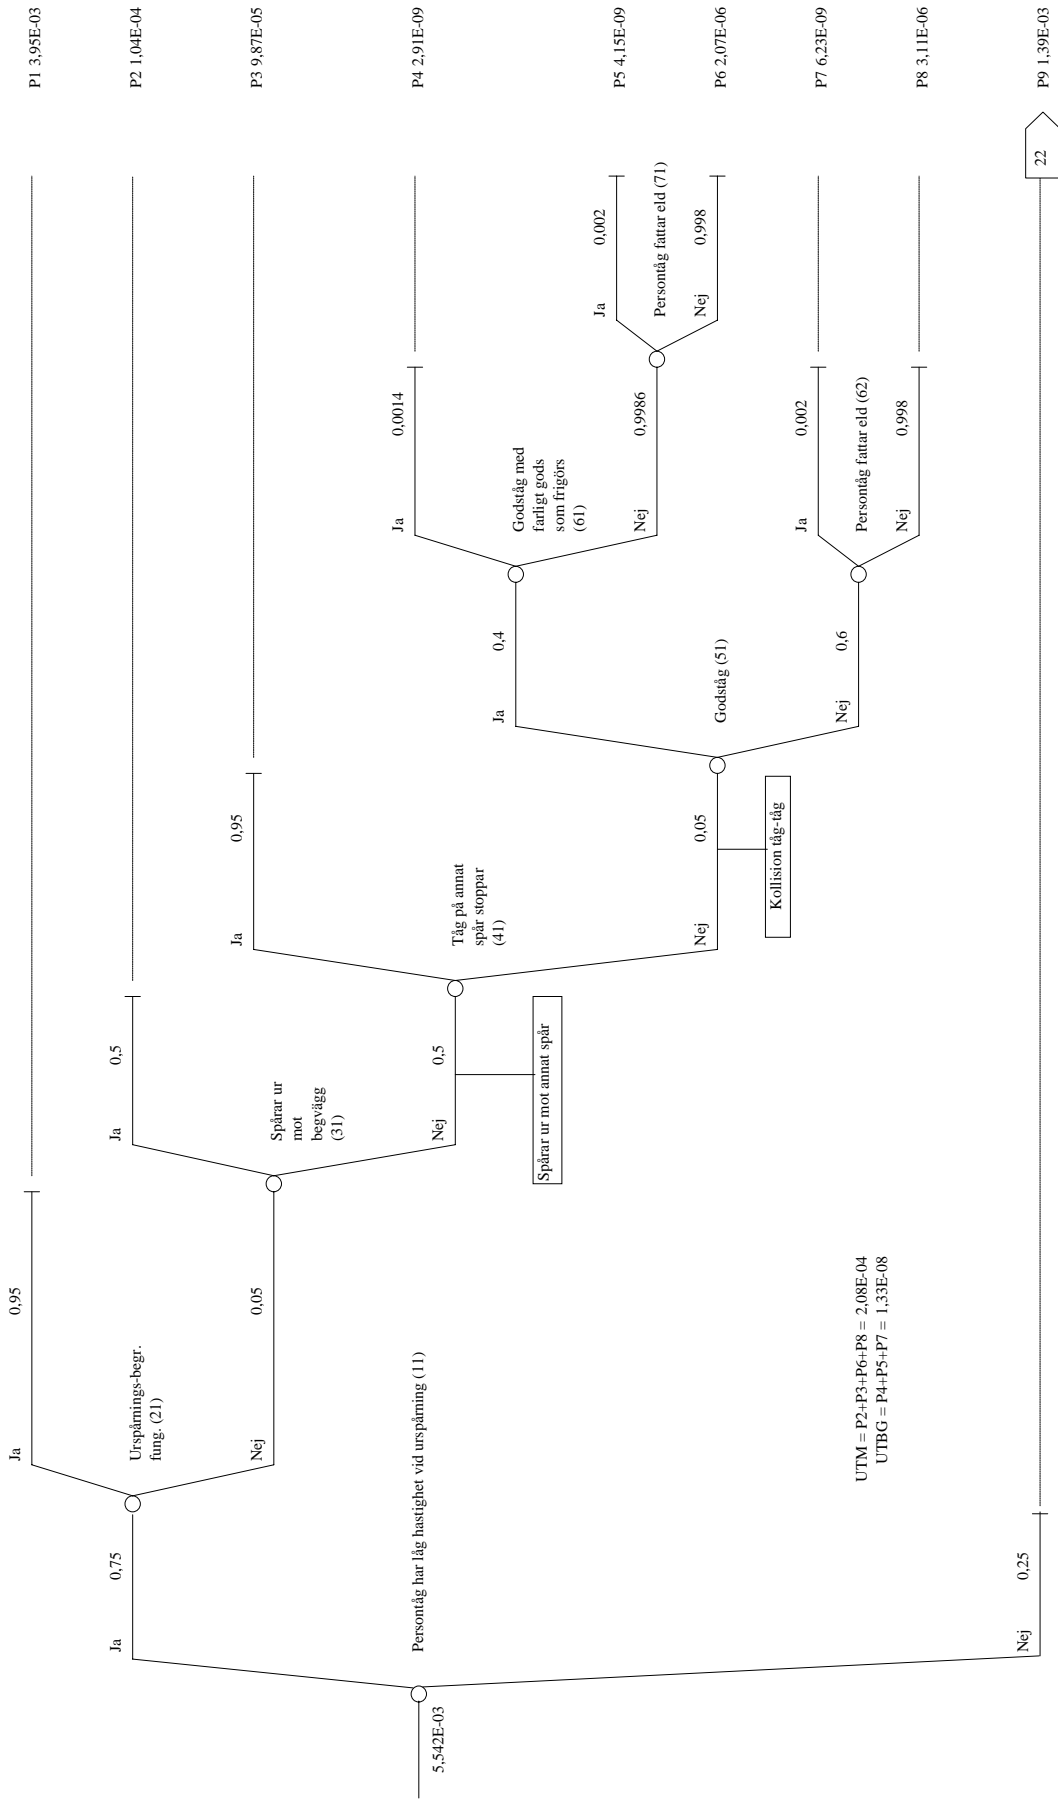 5,542E-03
Persontåg har låg hastighet vid urspårning (11)
Ja
0,75
Nej
0,25
22
P9 1,39E-03
Urspårnings-begr.
fung. (21)
Ja
0,95
P1 3,95E-03
Nej
0,05
Spårar ur
mot
begvägg
(31)
Ja
0,5
P2 1,04E-04
Nej
0,5
Spårar ur mot annat spår
Tåg på annat
spår stoppar
(41)
Ja
0,95
P3 9,87E-05
Nej
0,05
Kollision tåg-tåg
Godståg (51)
Ja
0,4
Nej
0,6
Godståg med
farligt gods
som frigörs
(61)
Ja
0,0014
P4 2,91E-09
Nej
0,9986
Persontåg fattar eld (71)
Ja
0,002
P5 4,15E-09
Nej
0,998
P6 2,07E-06
Persontåg fattar eld (62)
Ja
0,002
P7 6,23E-09
Nej
0,998
P8 3,11E-06
UTM = P2+P3+P6+P8 = 2,08E-04
UTBG = P4+P5+P7 = 1,33E-08